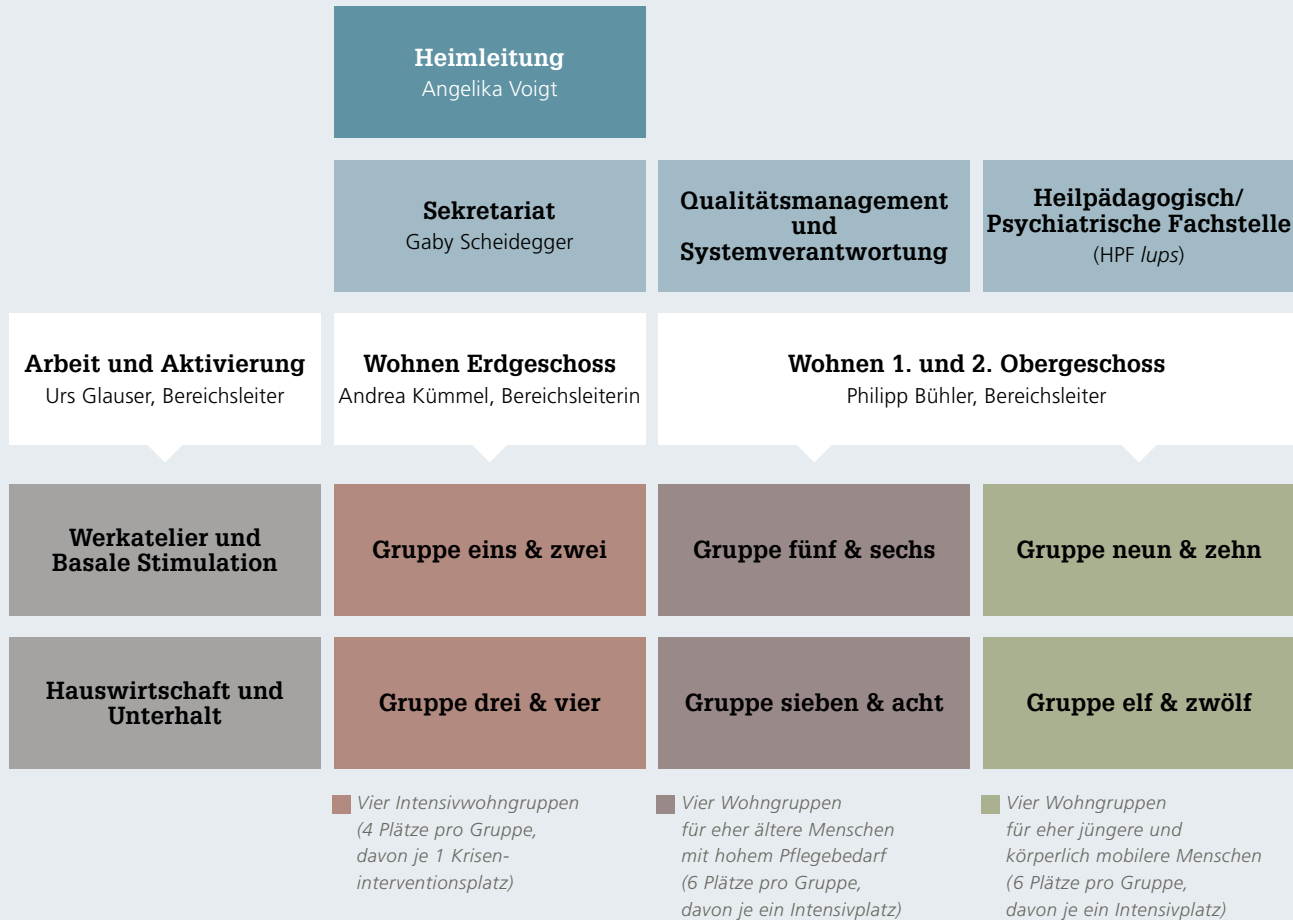 Heimleitung
Angelika Voigt
Sekretariat
Gaby Scheidegger
Qualitätsmanagement
und
Systemverantwortung
Heilpädagogisch/
Psychiatrische Fachstelle
(HPF lups)
Arbeit und Aktivierung
Urs Glauser, Bereichsleiter
Wohnen Erdgeschoss
Andrea Kümmel, Bereichsleiterin
Wohnen 1. und 2. Obergeschoss
Philipp Bühler, Bereichsleiter
Werkatelier und
Basale Stimulation
Gruppe eins & zwei
Gruppe fünf & sechs
Gruppe neun & zehn
Hauswirtschaft und
Unterhalt
Gruppe drei & vier
Gruppe sieben & acht
Gruppe elf & zwölf
Vier Intensivwohngruppen
(4 Plätze pro Gruppe,
davon je 1 Krisen-
interventionsplatz)
Vier Wohngruppen
für eher ältere Menschen
mit hohem Pflegebedarf
(6 Plätze pro Gruppe,
davon je ein Intensivplatz)
Vier Wohngruppen
für eher jüngere und
körperlich mobilere Menschen
(6 Plätze pro Gruppe,
davon je ein Intensivplatz)